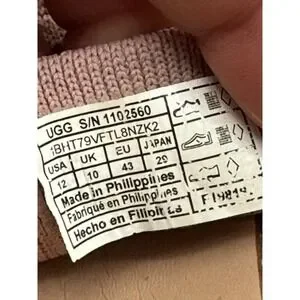 UGG S/N 1102560
1BHT79VFTL8NZK2
USA UK EU JAPAN
12 10 43 29
Made in Philippines
Fabriqué en Philippines
Hecho en
F19814